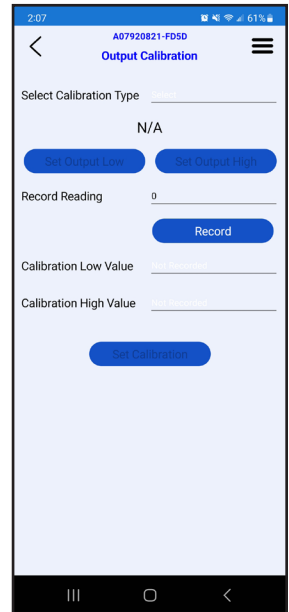 2:07 61%
A07920821-FD5D
Output Calibration
Select Calibration Type Select
N/A
Set Output Low Set Output High
Record Reading 0
Record
Calibration Low Value Not Recorded
Calibration High Value Not Recorded
Set Calibration